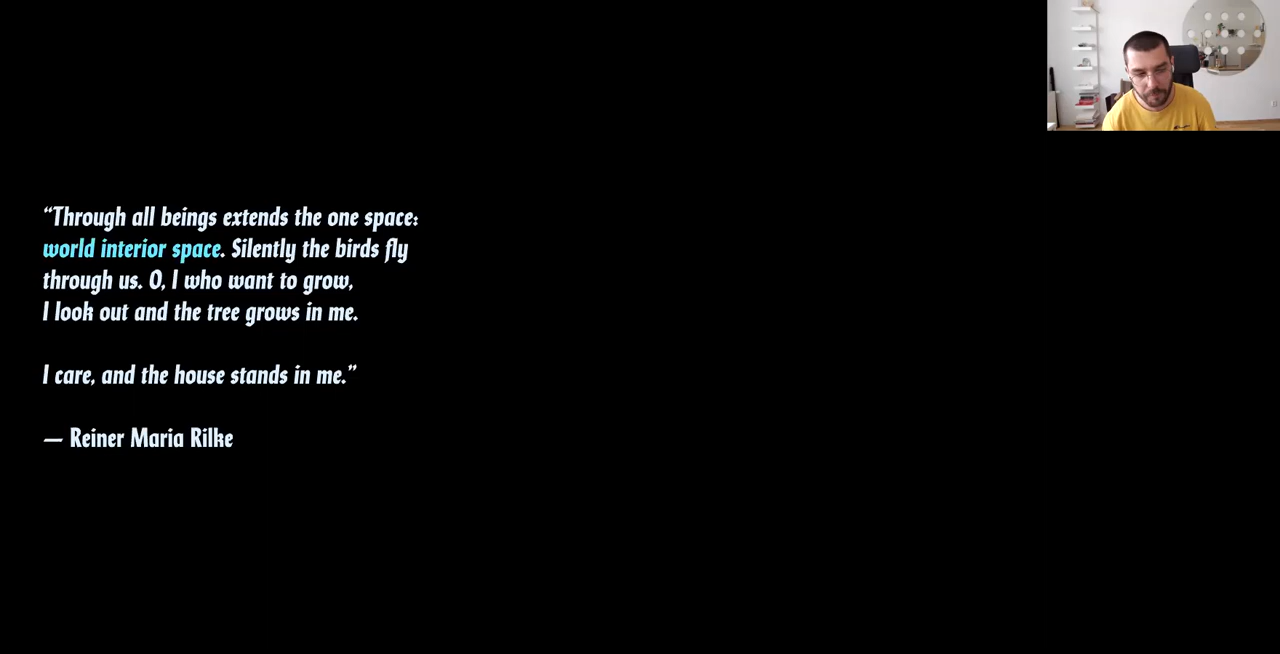 “Through all beings extends the one space:
world interior space. Silently the birds fly
through us. O, I who want to grow,
I look out and the tree grows in me.
I care, and the house stands in me.”
— Reiner Maria Rilke